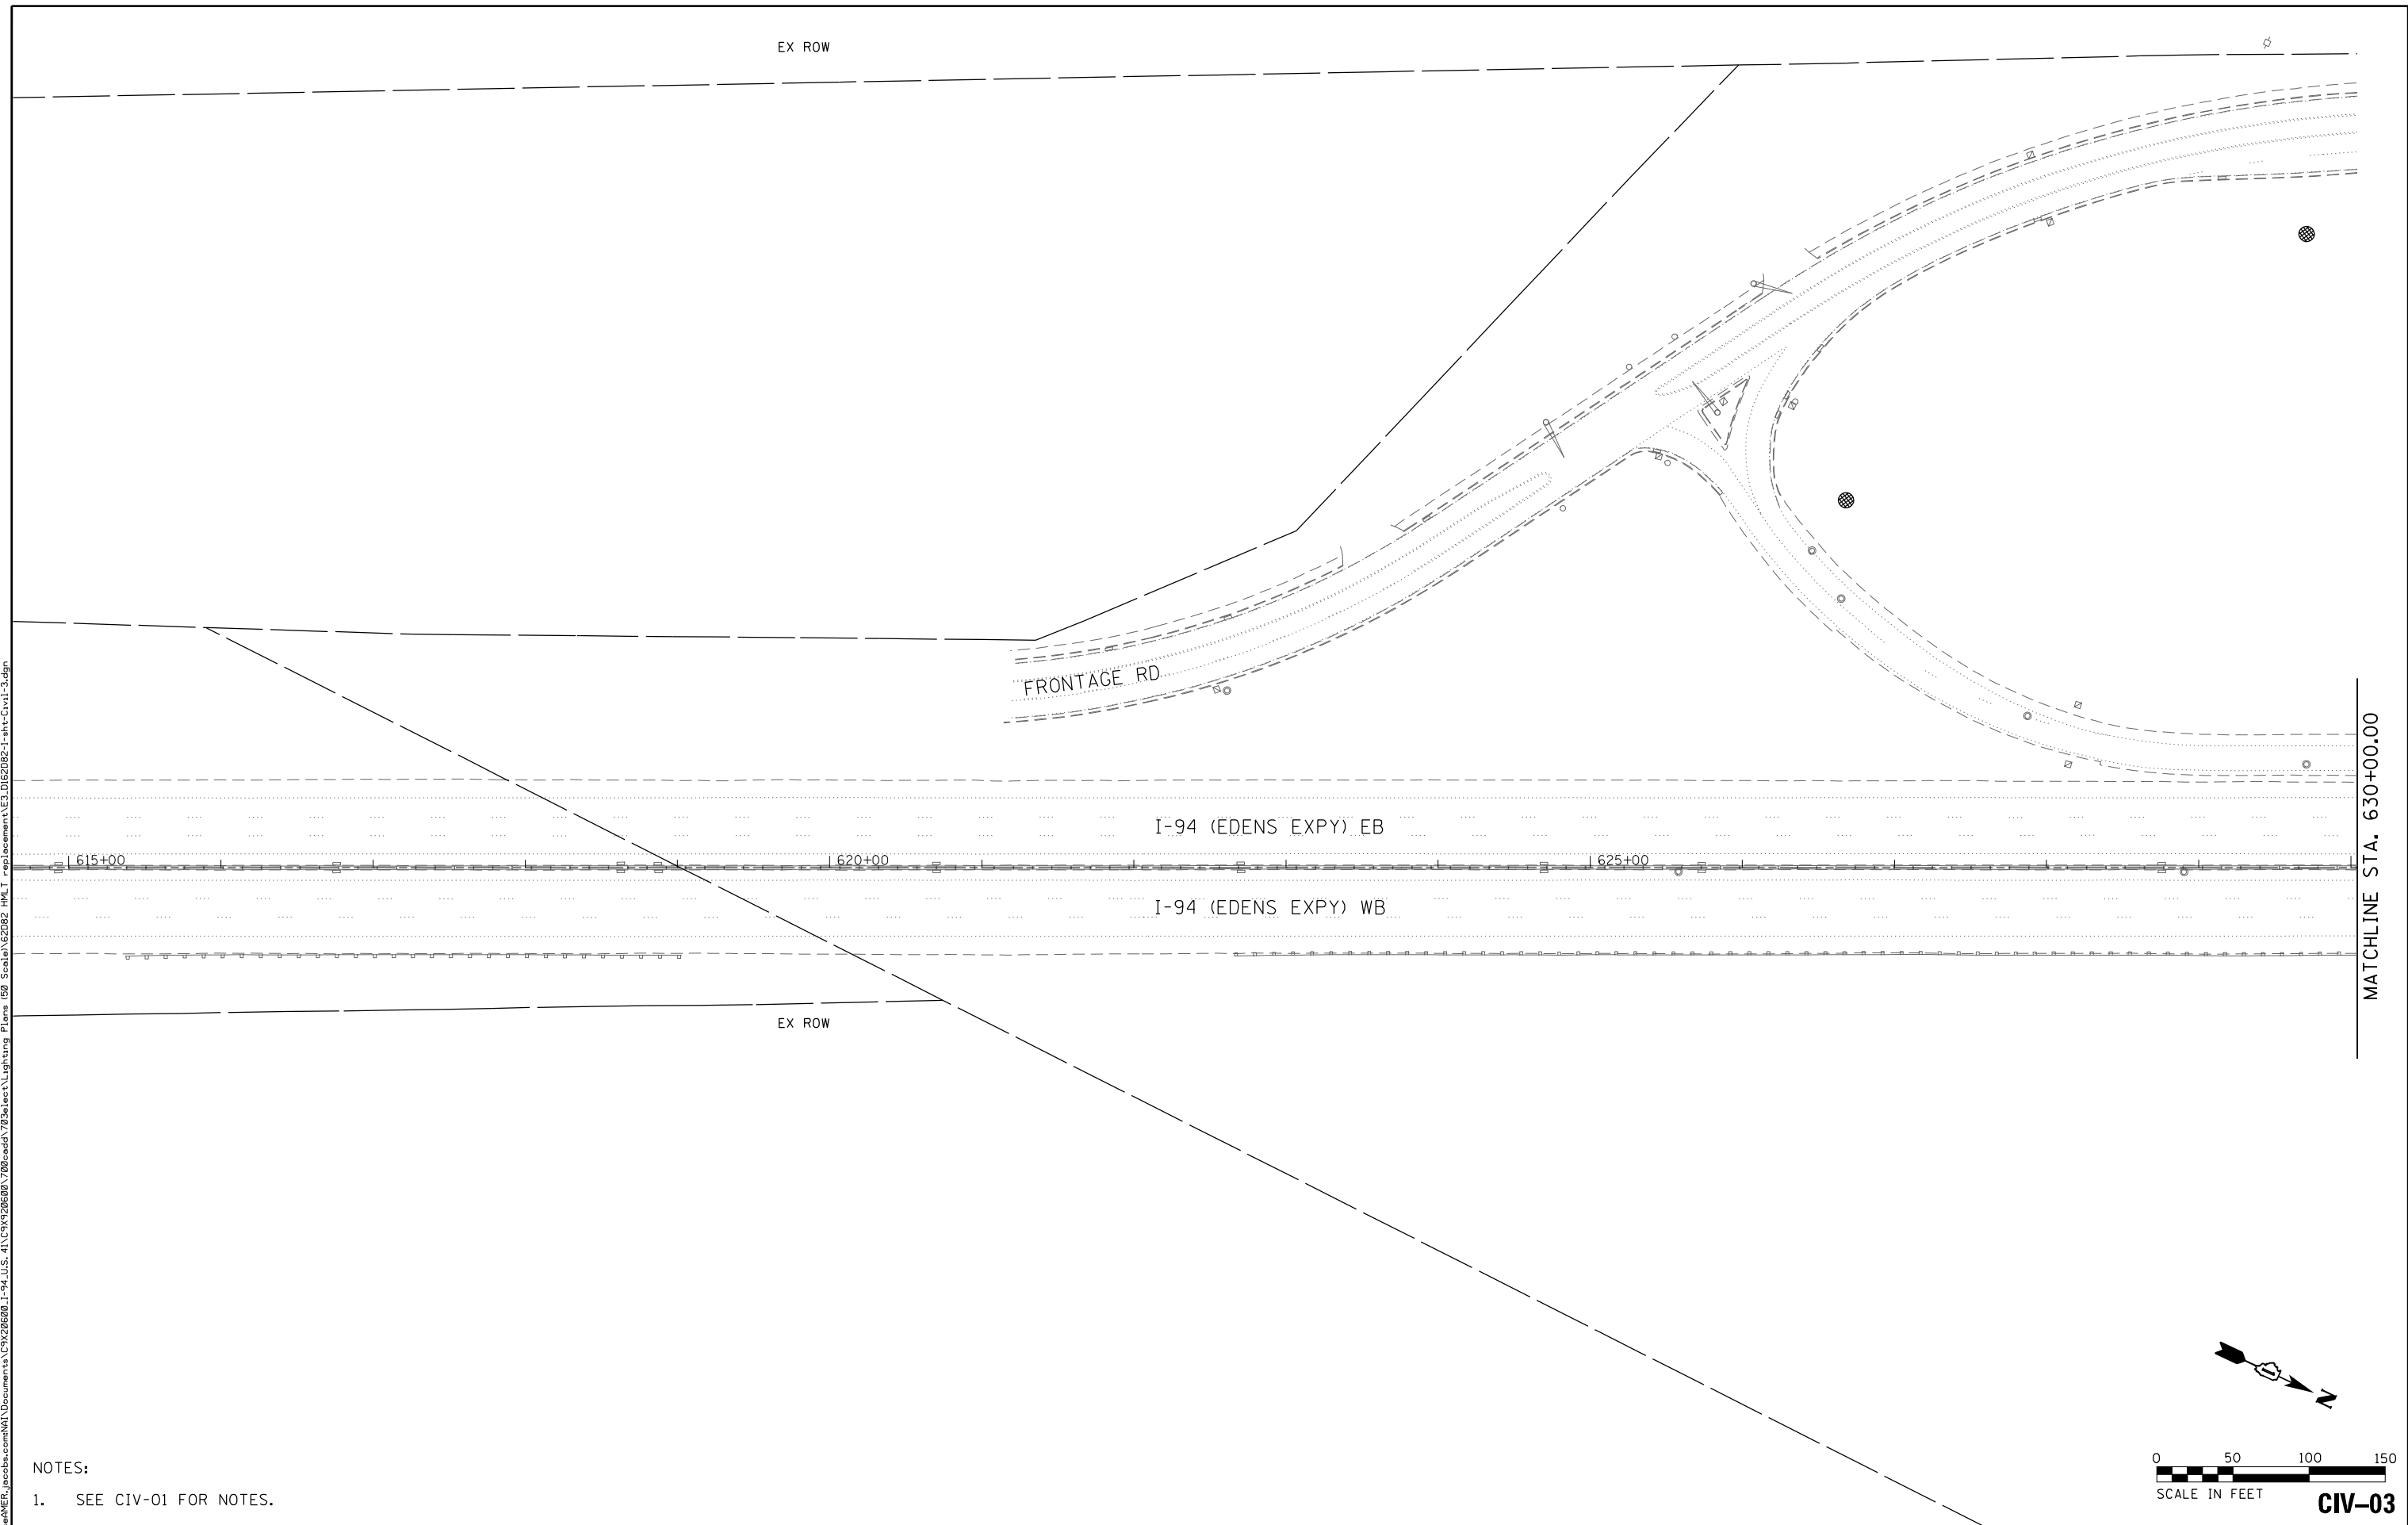 EX ROW
FRONTAGE RD
I-94 (EDENS EXPY) EB
615+00
620+00
625+00
I-94 (EDENS EXPY) WB
EX ROW
MATCHLINE STA. 630+00.00
N
NOTES:
1. SEE CIV-01 FOR NOTES.
0 50 100 150
SCALE IN FEET
CIV-03